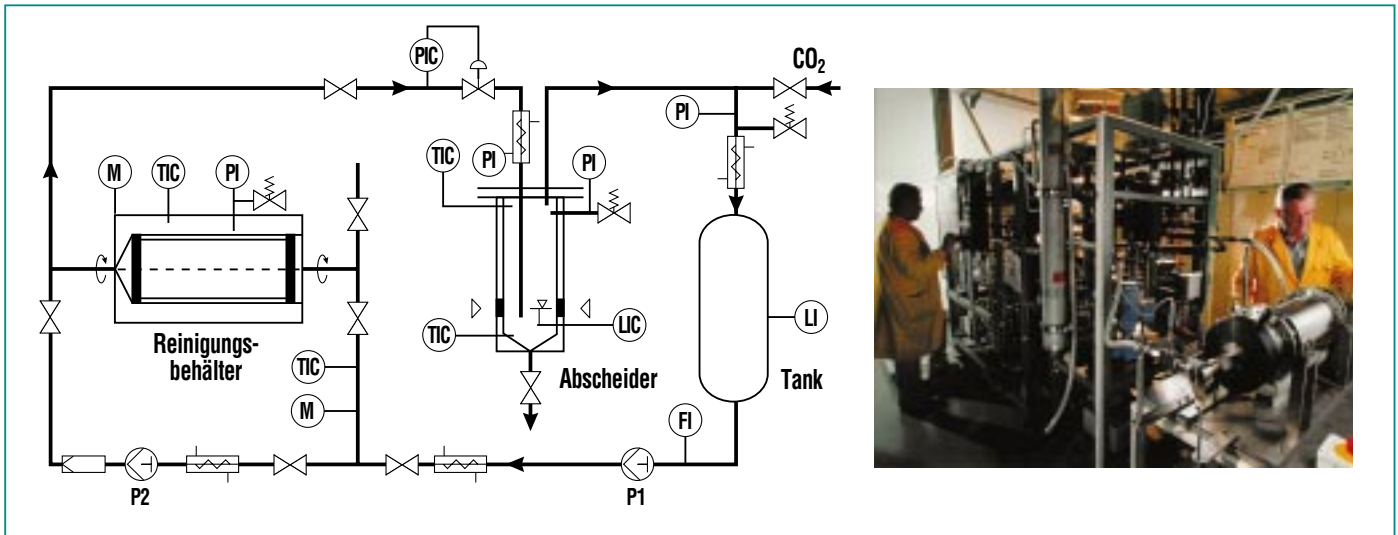 PIC
CO₂
PI
TIC
PI
PI
M
TIC
PI
LI
LIC
TIC
Reinigungs-
behälter
TIC
Abscheider
Tank
M
FI
P2
P1